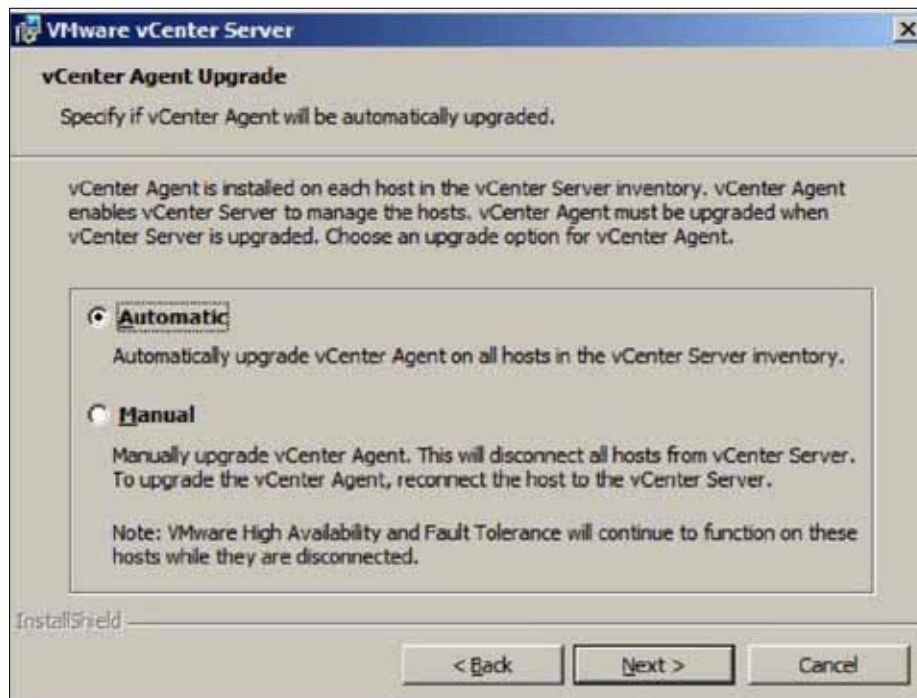 VMware vCenter Server
vCenter Agent Upgrade
Specify if vCenter Agent will be automatically upgraded.
vCenter Agent is installed on each host in the vCenter Server inventory. vCenter Agent
enables vCenter Server to manage the hosts. vCenter Agent must be upgraded when
vCenter Server is upgraded. Choose an upgrade option for vCenter Agent.
Automatic
Automatically upgrade vCenter Agent on all hosts in the vCenter Server inventory.
Manual
Manually upgrade vCenter Agent. This will disconnect all hosts from vCenter Server.
To upgrade the vCenter Agent, reconnect the host to the vCenter Server.
Note: VMware High Availability and Fault Tolerance will continue to function on these
hosts while they are disconnected.
InstallShield
< Back Next > Cancel